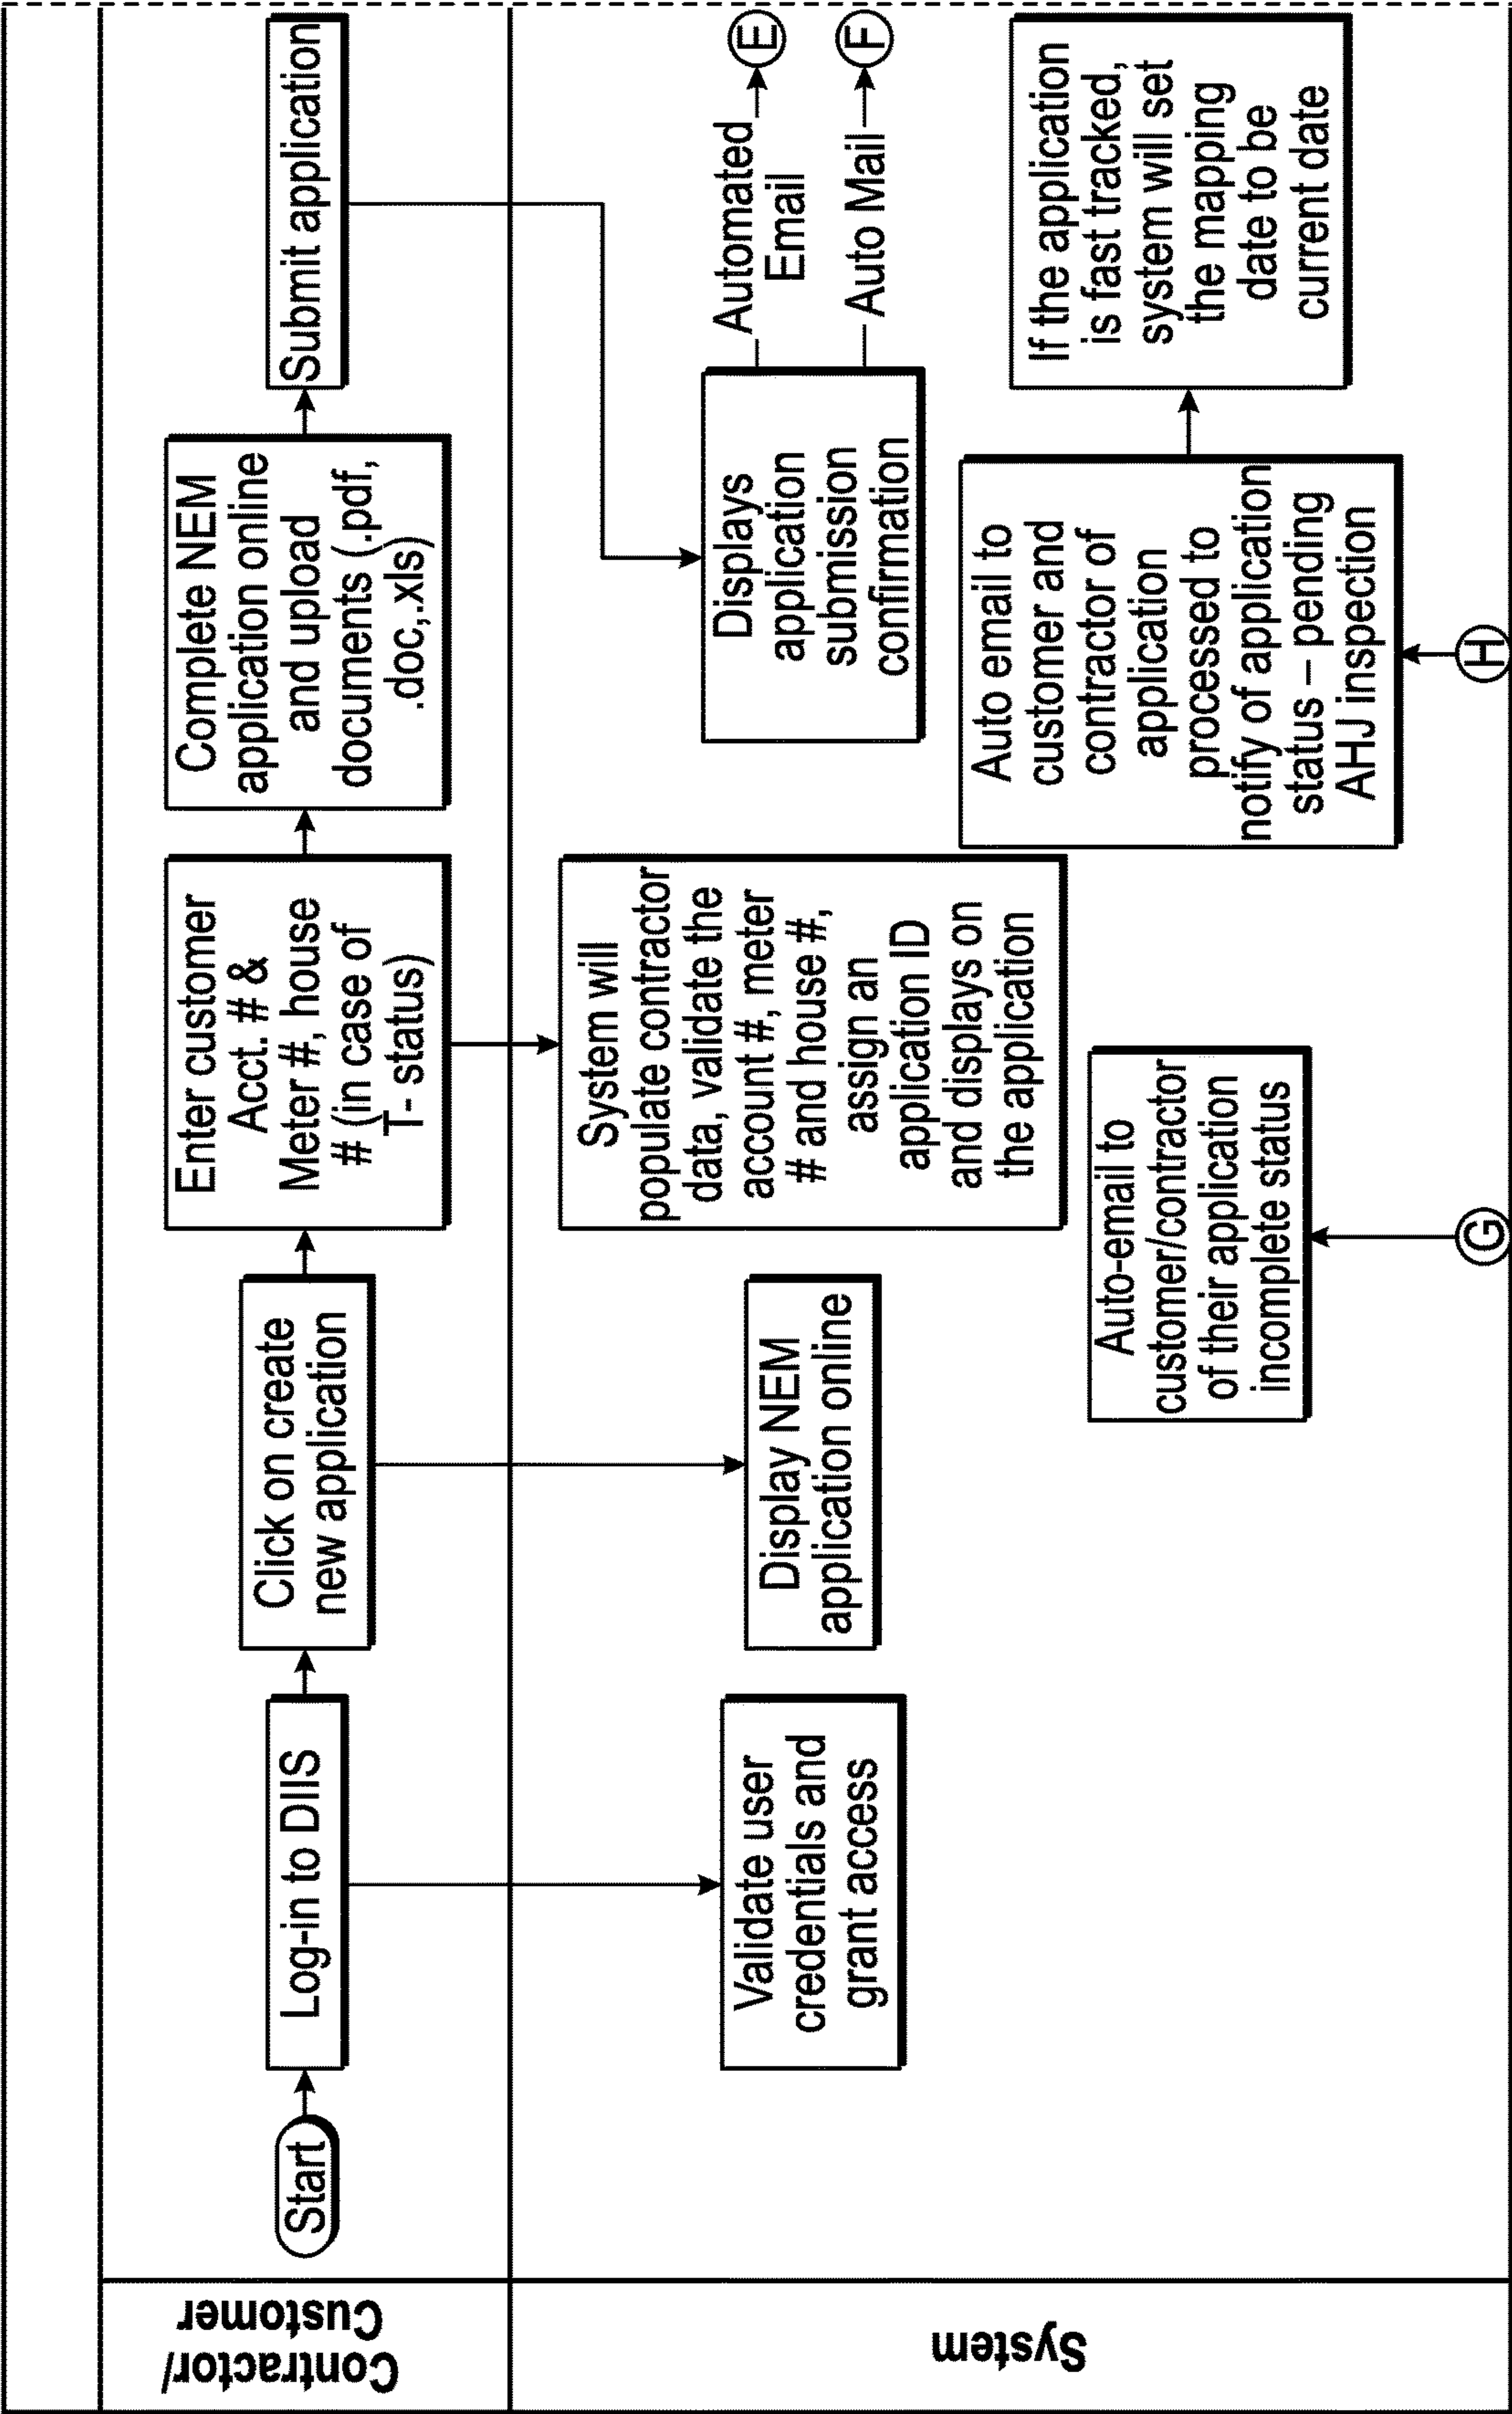 Contractor/
Customer
Start
Log-in to DIIS
Click on create
new application
Enter customer
Acct. # &
Meter #, house
# (in case of
T- status)
Complete NEM
application online
and upload
documents (.pdf,
.doc,.xls)
Submit application
System
Validate user
credentials and
grant access
Display NEM
application online
System will
populate contractor
data, validate the
account #, meter
# and house #,
assign an
application ID
and displays on
the application
Displays
application
submission
confirmation
Automated
Email
E
Auto Mail
F
Auto-email to
customer/contractor
of their application
incomplete status
G
Auto email to
customer and
contractor of
application
processed to
notify of application
status – pending
AHJ inspection
H
If the application
is fast tracked,
system will set
the mapping
date to be
current date